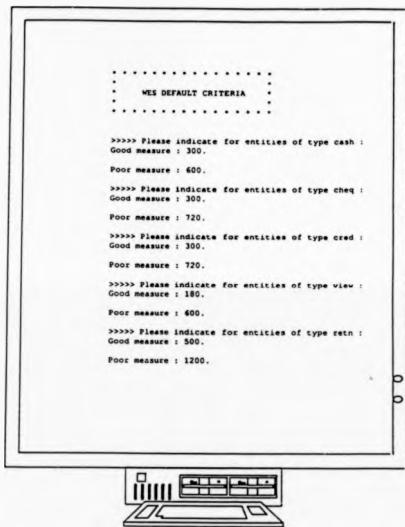 WES DEFAULT CRITERIA
>>>>> Please indicate for entities of type cash :
Good measure : 300.
Poor measure : 600.
>>>>> Please indicate for entities of type cheq :
Good measure : 300.
Poor measure : 720.
>>>>> Please indicate for entities of type cred :
Good measure : 300.
Poor measure : 720.
>>>>> Please indicate for entities of type view :
Good measure : 180.
Poor measure : 600.
>>>>> Please indicate for entities of type retn :
Good measure : 500.
Poor measure : 1200.